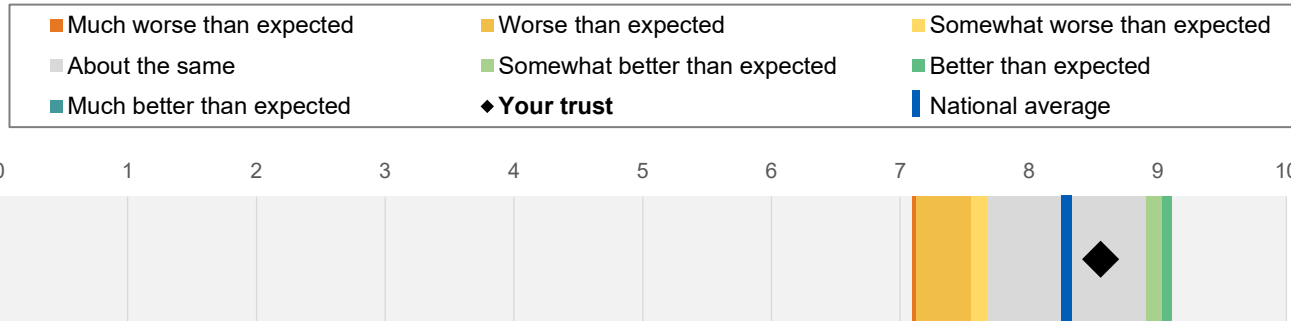 Much worse than expected Worse than expected Somewhat worse than expected
About the same Somewhat better than expected Better than expected
Much better than expected Your trust National average
0 1 2 3 4 5 6 7 8 9 10